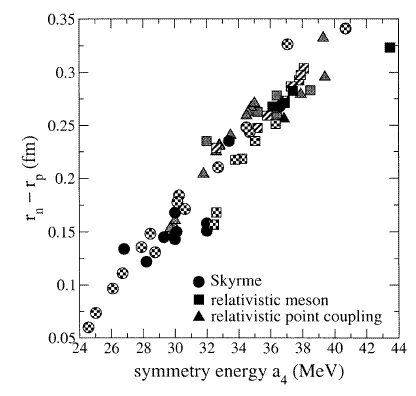 0.35
0.3
0.25
0.2
0.15
0.1
0.05
r_n − r_p (fm)
Skyrme
relativistic meson
relativistic point coupling
24 26 28 30 32 34 36 38 40 42 44
symmetry energy a_4 (MeV)